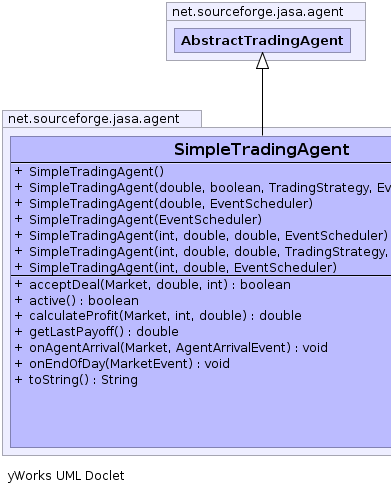 net.sourceforge.jasa.agent
AbstractTradingAgent
net.sourceforge.jasa.agent
SimpleTradingAgent
+ SimpleTradingAgent()
+ SimpleTradingAgent(double, boolean, TradingStrategy, Ev
+ SimpleTradingAgent(double, EventScheduler)
+ SimpleTradingAgent(EventScheduler)
+ SimpleTradingAgent(int, double, double, EventScheduler)
+ SimpleTradingAgent(int, double, double, TradingStrategy,
+ SimpleTradingAgent(int, double, EventScheduler)
+ acceptDeal(Market, double, int) : boolean
+ active() : boolean
+ calculateProfit(Market, int, double) : double
+ getLastPayoff() : double
+ onAgentArrival(Market, AgentArrivalEvent) : void
+ onEndOfDay(MarketEvent) : void
+ toString() : String
yWorks UML Doclet